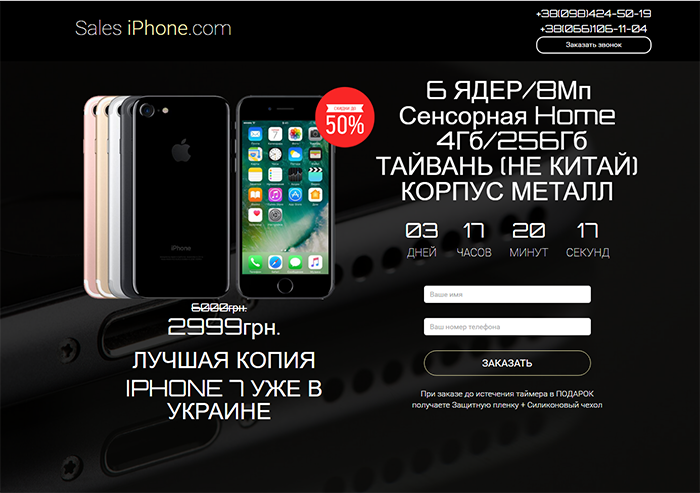 Sales iPhone.com
+38(098)424-50-19
+38(066)106-11-04
Заказать звонок
СКИДКИ ДО
50%
iPhone
6000грн.
2999грн.
ЛУЧШАЯ КОПИЯ
IPHONE 7 УЖЕ В
УКРАИНЕ
6 ЯДЕР/8Мп
Сенсорная Home
4Гб/256Гб
ТАЙВАНЬ (НЕ КИТАЙ)
КОРПУС МЕТАЛЛ
03 17 20 17
ДНЕЙ ЧАСОВ МИНУТ СЕКУНД
Ваше имя
Ваш номер телефона
ЗАКАЗАТЬ
При заказе до истечения таймера в ПОДАРОК
получаете Защитную пленку + Силиконовый чехол